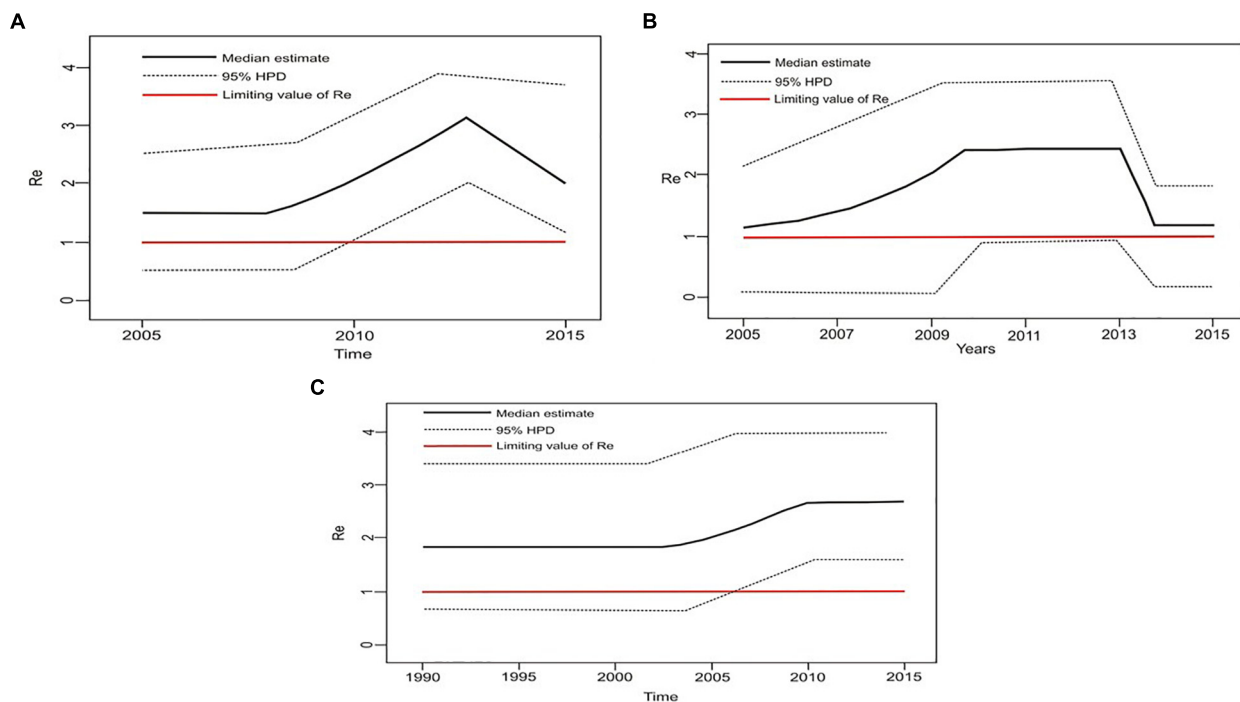 A
Median estimate
95% HPD
Limiting value of Re
4
3
2
1
0
Re
2005 2010 2015
Time
B
Median estimate
95% HPD
Limiting value of Re
4
3
2
1
0
Re
2005 2007 2009 2011 2013 2015
Years
C
Median estimate
95% HPD
Limiting value of Re
4
3
2
1
0
Re
1990 1995 2000 2005 2010 2015
Time